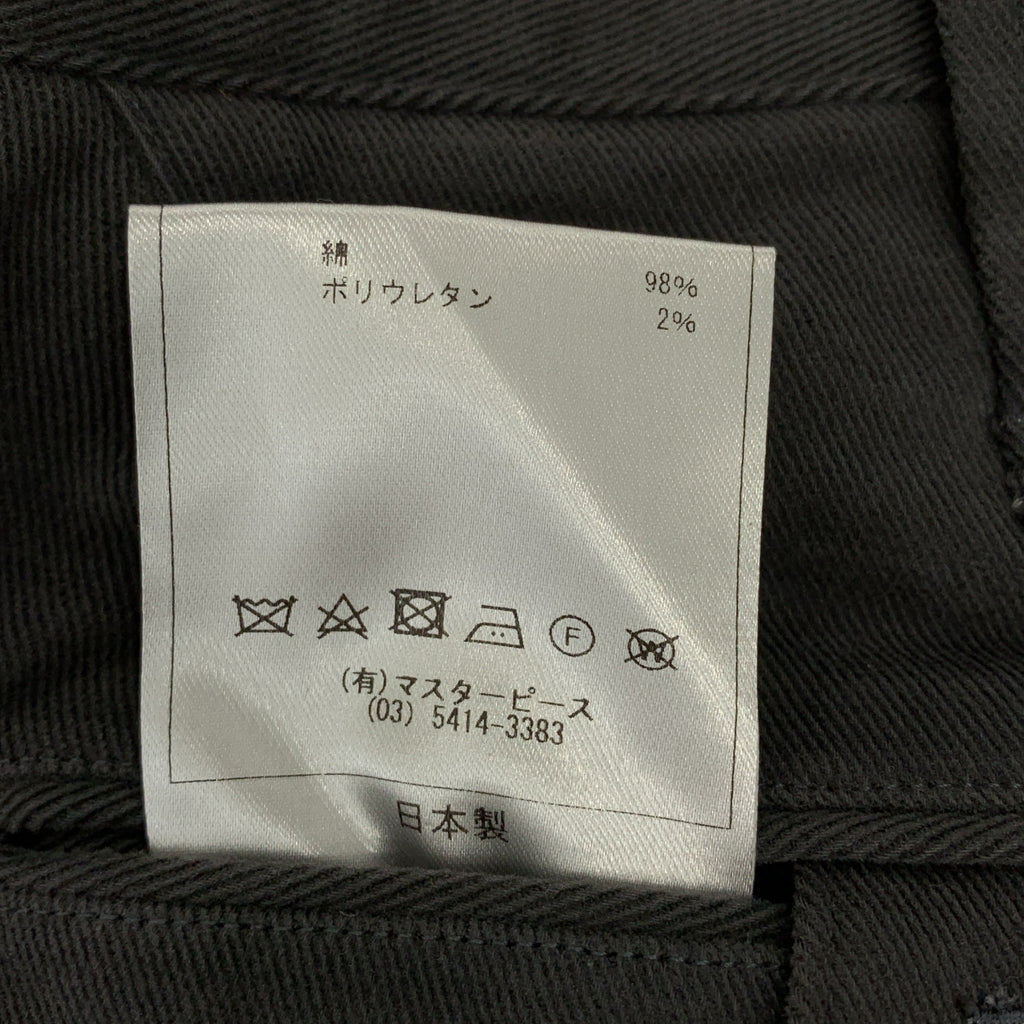 綿 98%
ポリウレタン 2%
F
W
(有)マスターピース
(03) 5414-3383
日本製